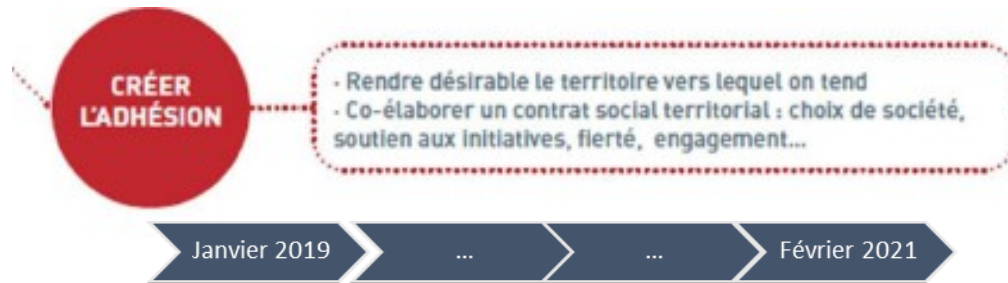 CRÉER
L'ADHÉSION
- Rendre désirable le territoire vers lequel on tend
- Co-élaborer un contrat social territorial : choix de société,
soutien aux initiatives, fierté, engagement...
Janvier 2019
...
...
Février 2021